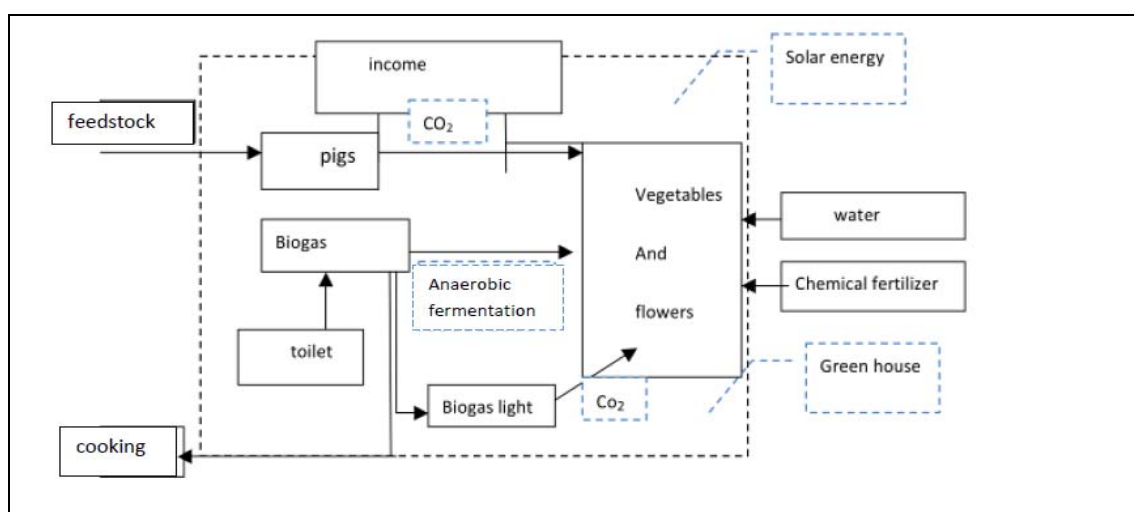 income
Solar energy
feedstock
CO₂
pigs
Vegetables
And
flowers
water
Biogas
Anaerobic
fermentation
Chemical fertilizer
toilet
Green house
Biogas light
Co₂
cooking